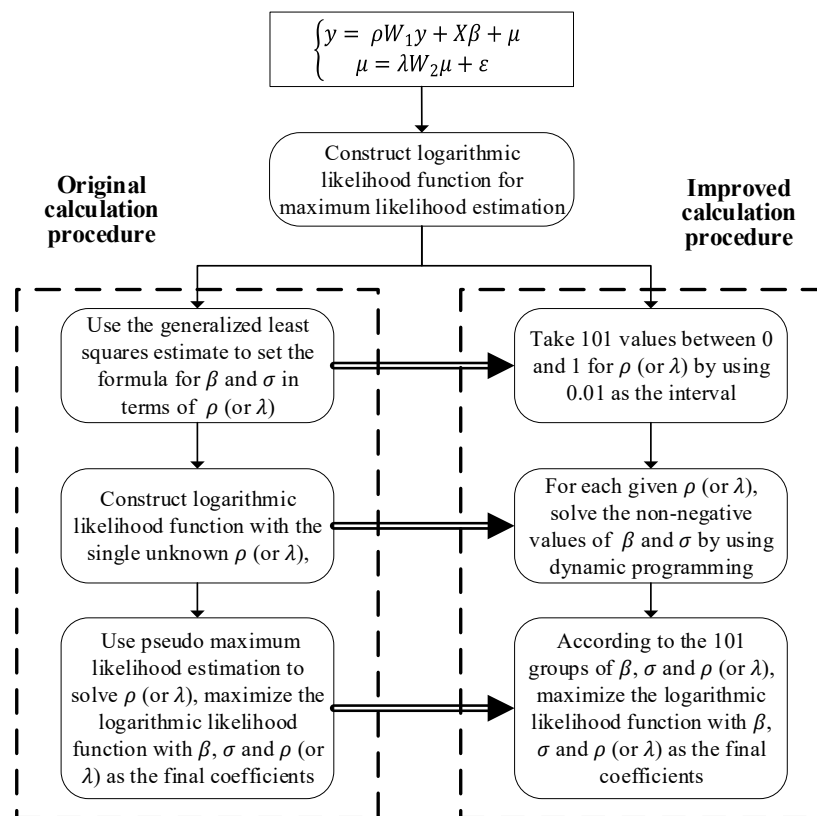 y = ρW₁y + Xβ + μ
μ = λW₂μ + ε
Construct logarithmic
likelihood function for
maximum likelihood estimation
Original
calculation
procedure
Improved
calculation
procedure
Use the generalized least
squares estimate to set the
formula for β and σ in
terms of ρ (or λ)
Take 101 values between 0
and 1 for ρ (or λ) by using
0.01 as the interval
Construct logarithmic
likelihood function with the
single unknown ρ (or λ),
For each given ρ (or λ),
solve the non-negative
values of β and σ by using
dynamic programming
Use pseudo maximum
likelihood estimation to
solve ρ (or λ), maximize the
logarithmic likelihood
function with β, σ and ρ (or
λ) as the final coefficients
According to the 101
groups of β, σ and ρ (or λ),
maximize the logarithmic
likelihood function with β,
σ and ρ (or λ) as the final
coefficients